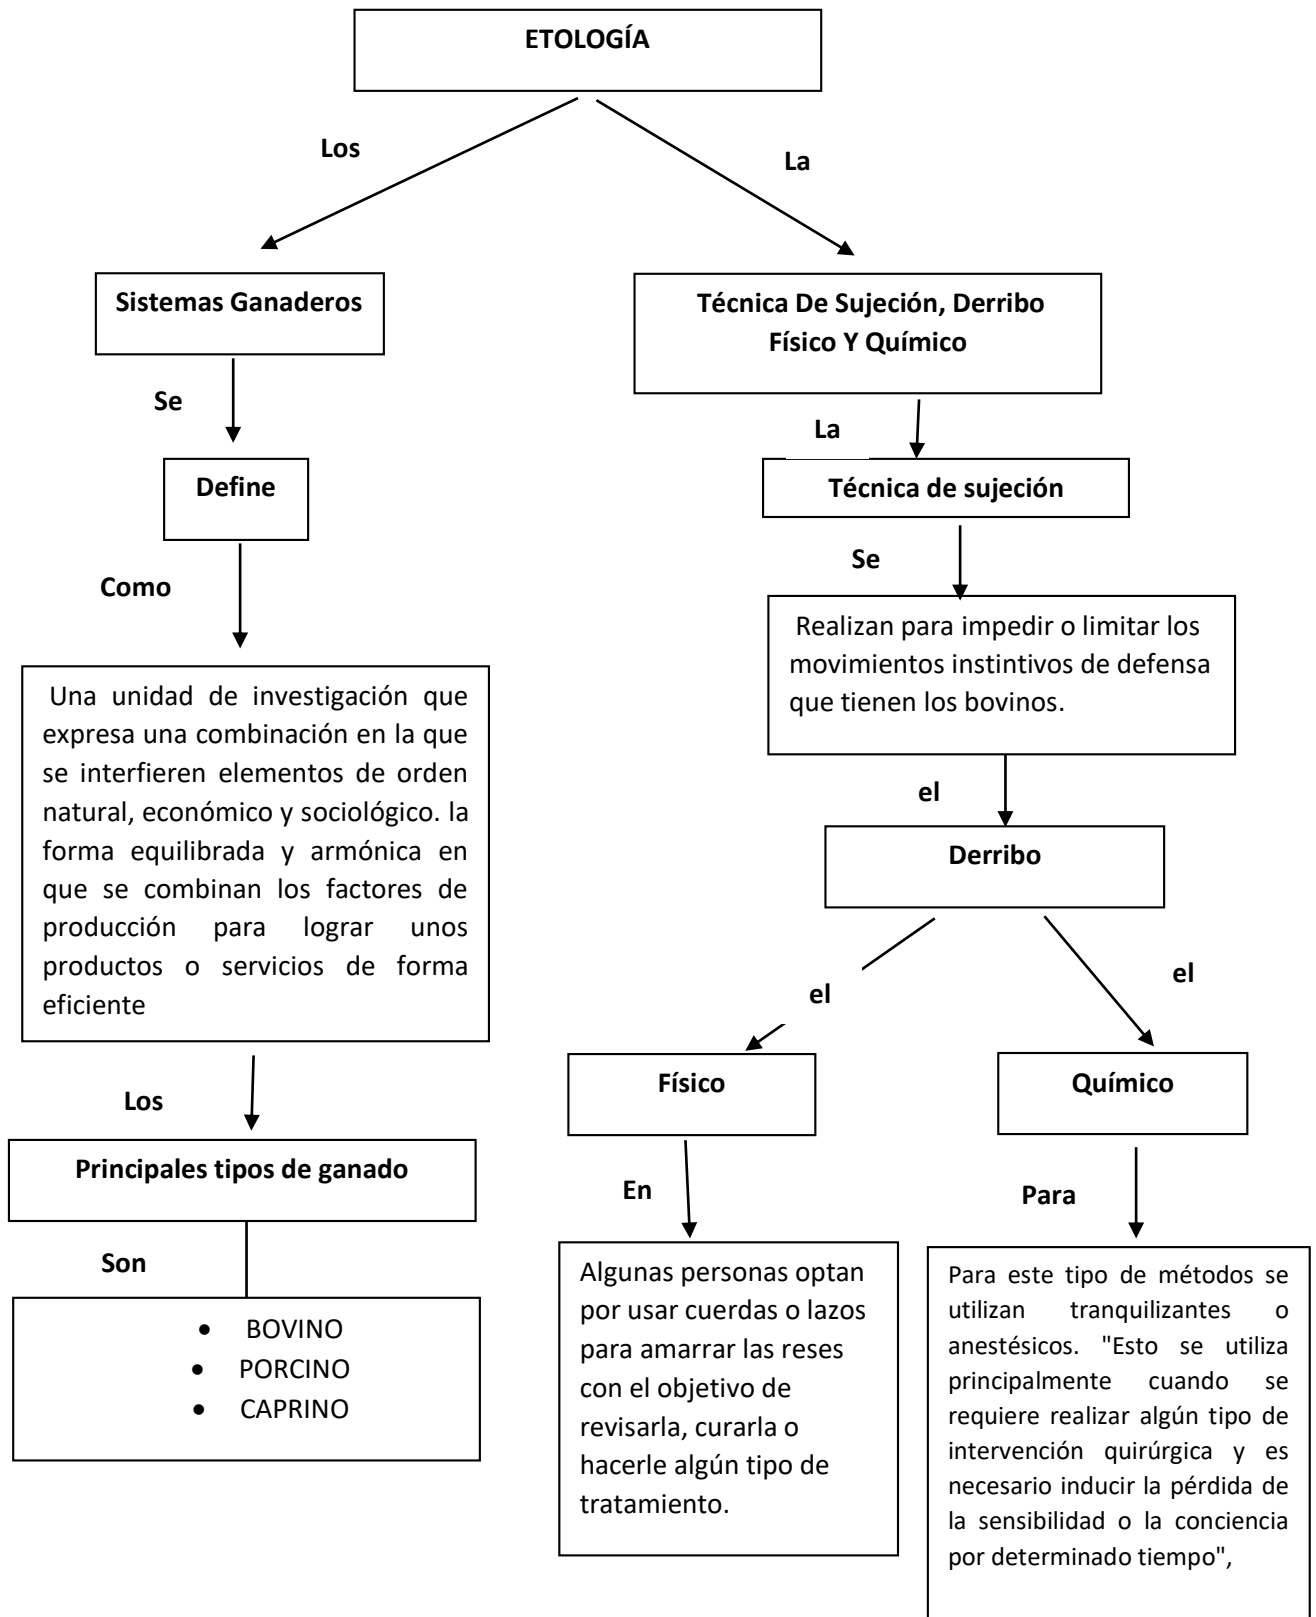 ETOLOGÍA
Los
La
Sistemas Ganaderos
Técnica De Sujeción, Derribo
Físico Y Químico
Se
La
Define
Técnica de sujeción
Como
Se
Realizan para impedir o limitar los
movimientos instintivos de defensa
que tienen los bovinos.
Una unidad de investigación que
expresa una combinación en la que
se interfieren elementos de orden
natural, económico y sociológico. la
forma equilibrada y armónica en
que se combinan los factores de
producción para lograr unos
productos o servicios de forma
eficiente
el
Derribo
el
el
Físico
Químico
Los
Principales tipos de ganado
En
Para
Son
• BOVINO
• PORCINO
• CAPRINO
Algunas personas optan
por usar cuerdas o lazos
para amarrar las reses
con el objetivo de
revisarla, curarla o
hacerle algún tipo de
tratamiento.
Para este tipo de métodos se
utilizan tranquilizantes o
anestésicos. "Esto se utiliza
principalmente cuando se
requiere realizar algún tipo de
intervención quirúrgica y es
necesario inducir la pérdida de
la sensibilidad o la conciencia
por determinado tiempo",